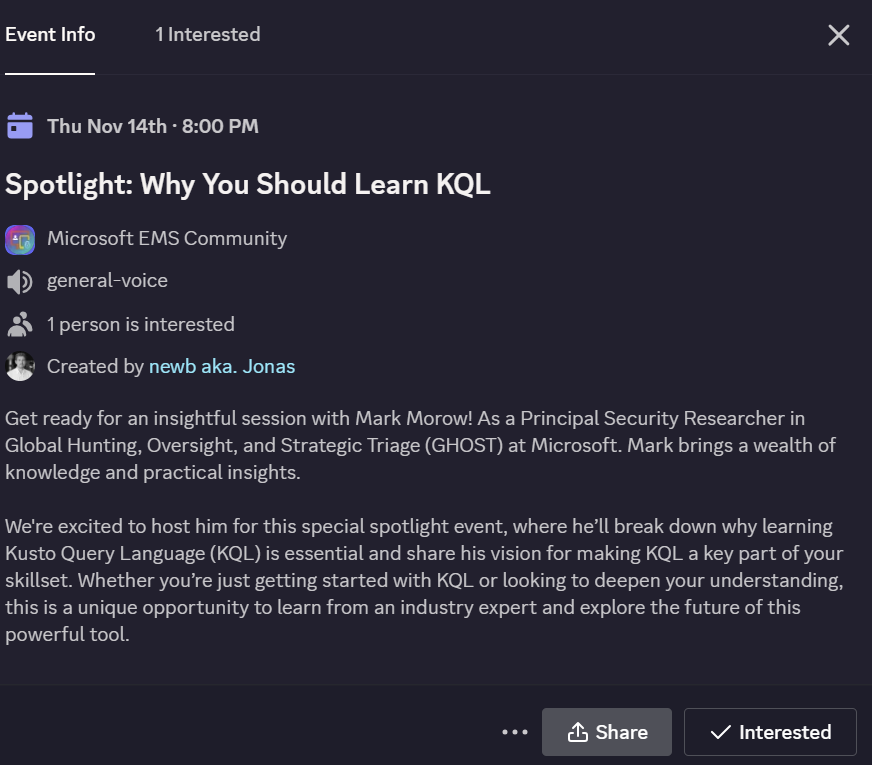 Event Info
1 Interested
Thu Nov 14th · 8:00 PM
Spotlight: Why You Should Learn KQL
Microsoft EMS Community
general-voice
1 person is interested
Created by newb aka. Jonas
Get ready for an insightful session with Mark Morow! As a Principal Security Researcher in
Global Hunting, Oversight, and Strategic Triage (GHOST) at Microsoft. Mark brings a wealth of
knowledge and practical insights.
We're excited to host him for this special spotlight event, where he’ll break down why learning
Kusto Query Language (KQL) is essential and share his vision for making KQL a key part of your
skillset. Whether you’re just getting started with KQL or looking to deepen your understanding,
this is a unique opportunity to learn from an industry expert and explore the future of this
powerful tool.
Share
Interested